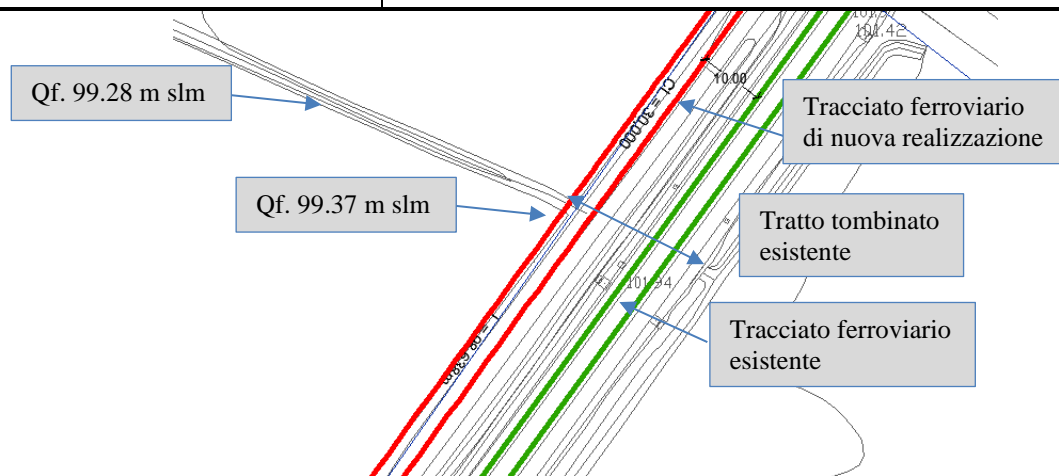 101.42
Qf. 99.28 m slm
10.00
CL = 30,000
Tracciato ferroviario
di nuova realizzazione
Qf. 99.37 m slm
Tratto tombinato
esistente
101.94
Tracciato ferroviario
esistente